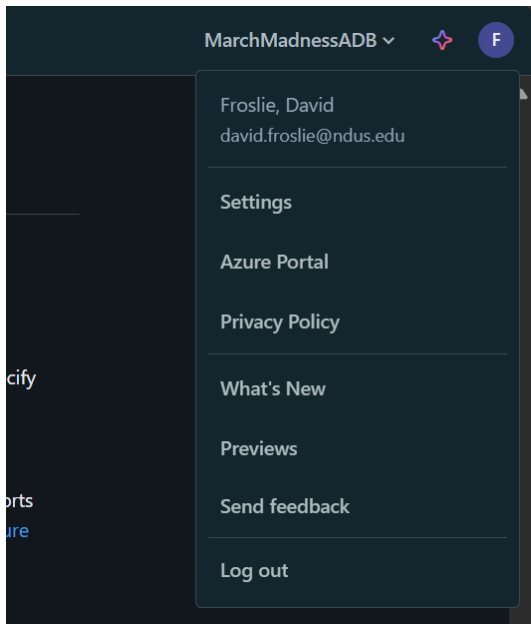 MarchMadnessADB
F
Froslie, David
david.froslie@ndus.edu
Settings
Azure Portal
Privacy Policy
What's New
cify
Previews
Send feedback
orts
ure
Log out